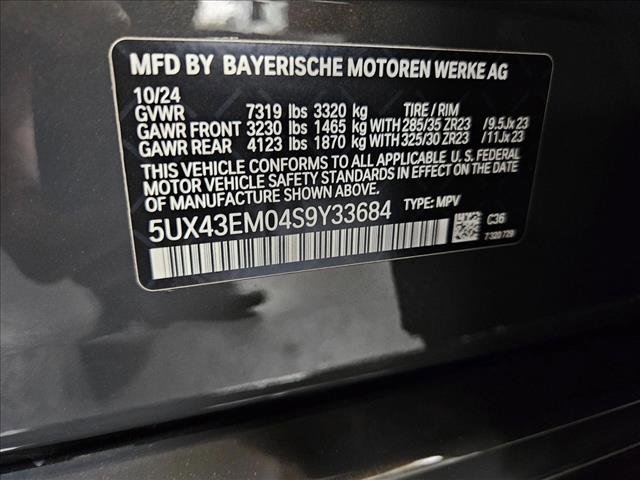 MFD BY BAYERISCHE MOTOREN WERKE AG
10/24
GVWR 7319 lbs 3320 kg TIRE / RIM
GAWR FRONT 3230 lbs 1465 kg WITH 285/35 ZR23 /9.5Jx23
GAWR REAR 4123 lbs 1870 kg WITH 325/30 ZR23 /11Jx23
THIS VEHICLE CONFORMS TO ALL APPLICABLE U. S. FEDERAL
MOTOR VEHICLE SAFETY STANDARDS IN EFFECT ON THE DATE
OF MANUFACTURE SHOWN ABOVE.
5UX43EM04S9Y33684 TYPE: MPV
C36
7 320 729